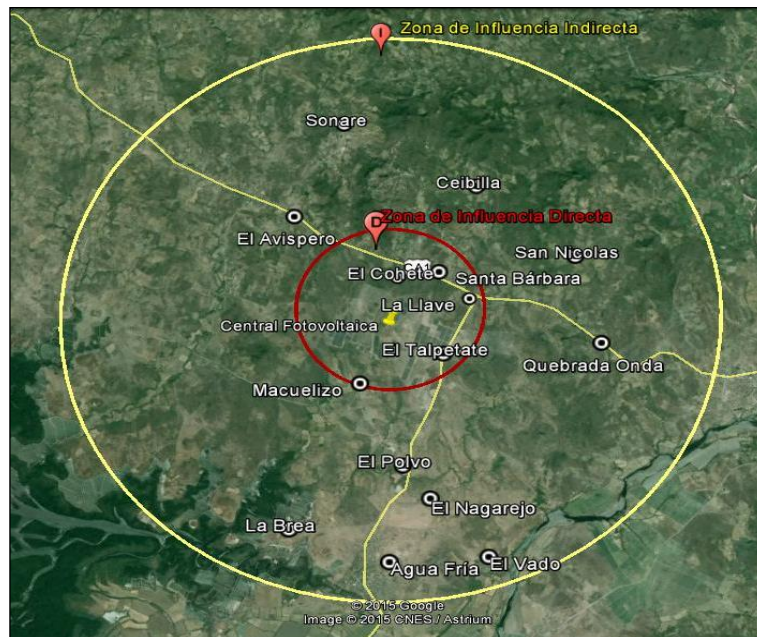 I
Zona de Influencia Indirecta
Sonare
Ceibilla
D
Zona de Influencia Directa
El Avispero
San Nicolas
El Cohete
CA1
Santa Bárbara
La Llave
Central Fotovoltaica
El Talpetate
Quebrada Onda
Macuelizo
El Polvo
El Nagarejo
La Brea
Agua Fría
El Vado
© 2015 Google
Image © 2015 CNES / Astrium